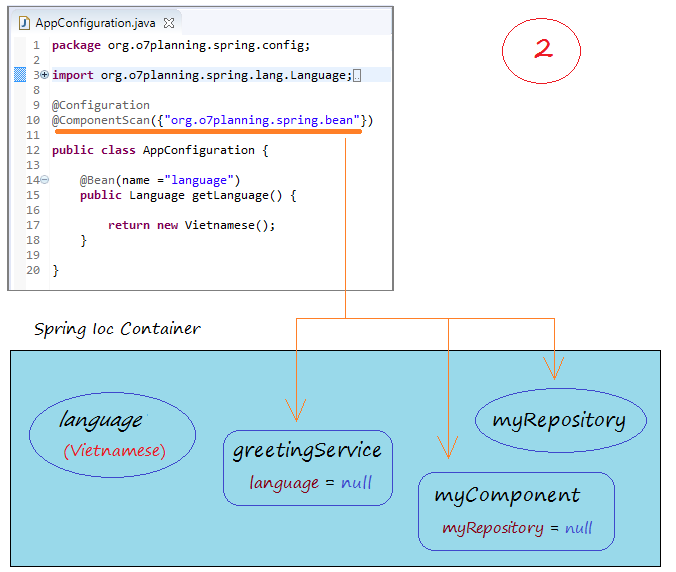 AppConfiguration.java
2
1 package org.o7planning.spring.config;
2
3 import org.o7planning.spring.lang.Language;
8
9 @Configuration
10 @ComponentScan({"org.o7planning.spring.bean"})
11
12 public class AppConfiguration {
13
14 @Bean(name ="language")
15 public Language getLanguage() {
16
17 return new Vietnamese();
18 }
19
20 }
Spring Ioc Container
language
(Vietnamese)
greetingService
language = null
myRepository
myComponent
myRepository = null